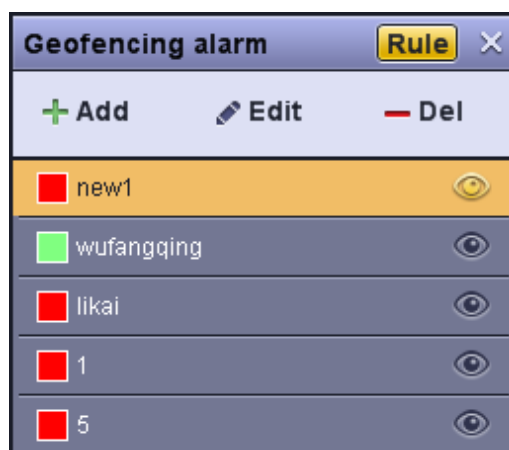 Geofencing alarm Rule
Add Edit Del
new1
wufangqing
likai
1
5